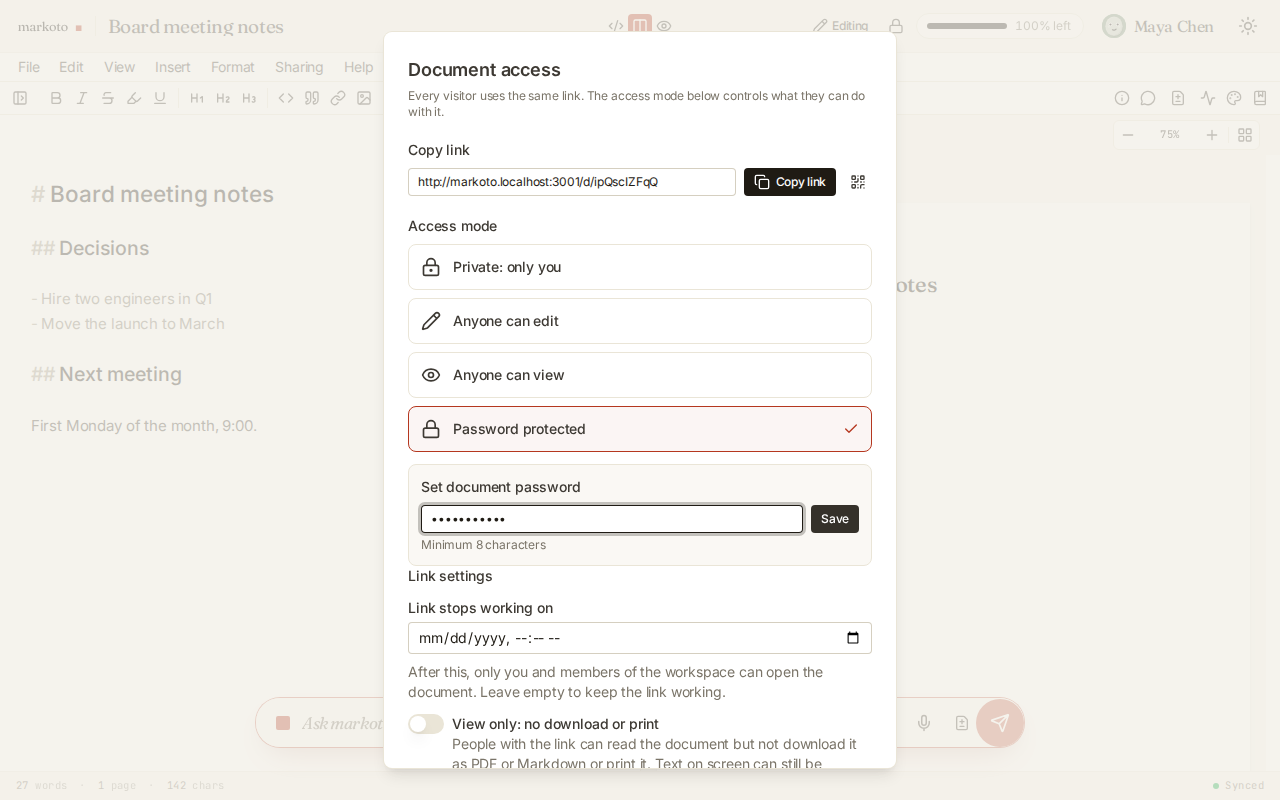 markoto
Board meeting notes
Editing
100% left
Maya Chen
File Edit View Insert Format Sharing Help
H1 H2 H3
75%
# Board meeting notes
## Decisions
- Hire two engineers in Q1
- Move the launch to March
## Next meeting
First Monday of the month, 9:00.
otes
Document access
Every visitor uses the same link. The access mode below controls what they can do
with it.
Copy link
http://markoto.localhost:3001/d/ipQscIZFqQ
Copy link
Access mode
Private: only you
Anyone can edit
Anyone can view
Password protected
Set document password
•••••••••••
Save
Minimum 8 characters
Link settings
Link stops working on
mm/dd/yyyy, --:-- --
After this, only you and members of the workspace can open the
document. Leave empty to keep the link working.
View only: no download or print
People with the link can read the document but not download it
as PDF or Markdown or print it. Text on screen can still be
Ask markot
27 words · 1 page · 142 chars
Synced